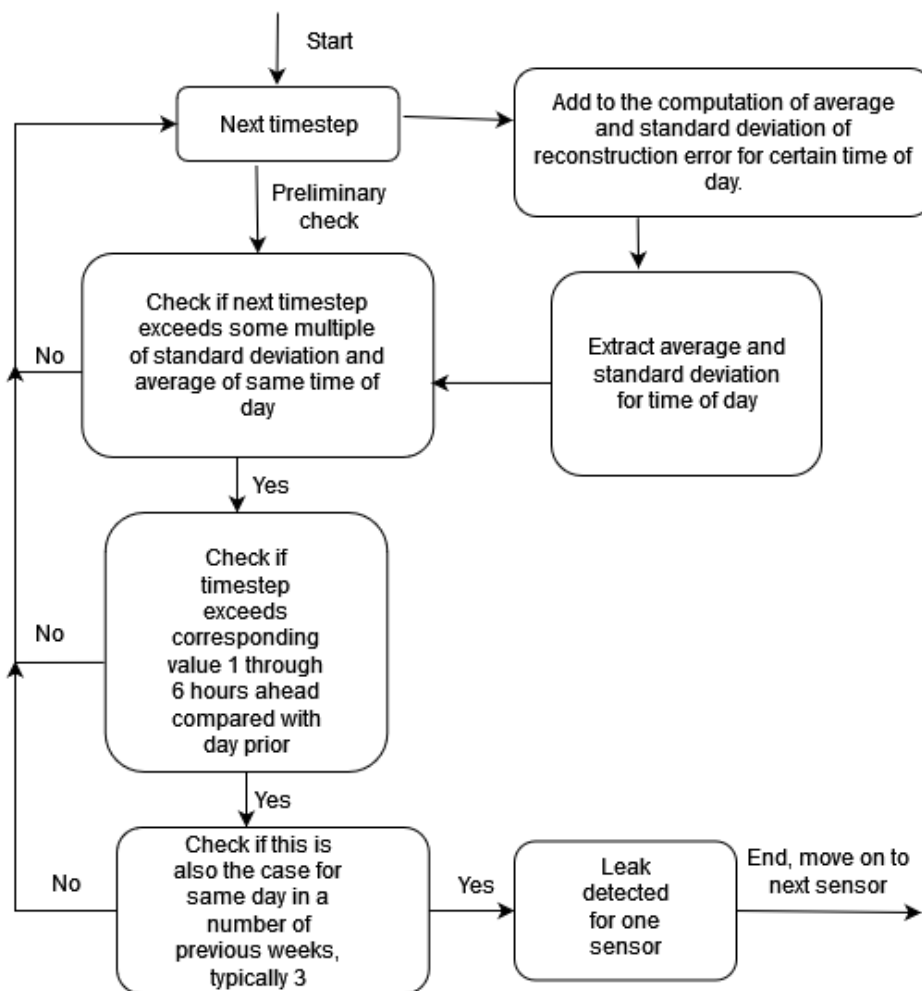 Start
Next timestep
Add to the computation of average
and standard deviation of
reconstruction error for certain time of
day.
Preliminary
check
Check if next timestep
exceeds some multiple
of standard deviation and
average of same time of
day
No
Extract average and
standard deviation
for time of day
Yes
Check if
timestep
exceeds
corresponding
value 1 through
6 hours ahead
compared with
day prior
No
Yes
Check if this is
also the case for
same day in a
number of
previous weeks,
typically 3
No
Yes
Leak
detected
for one
sensor
End, move on to
next sensor